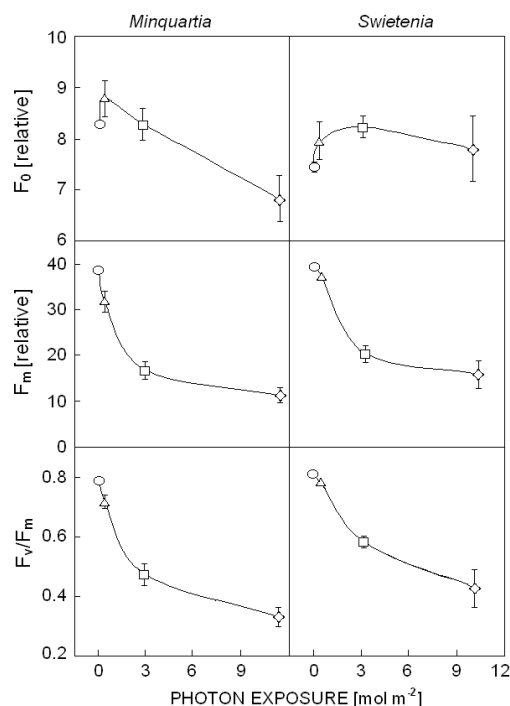 Minquartia Swietenia
10
9
8
7
6
F0 [relative]
40
30
20
10
0
Fm [relative]
0.8
0.6
0.4
0.2
Fv/Fm
0 3 6 9 0 3 6 9 12
PHOTON EXPOSURE [mol m-2]